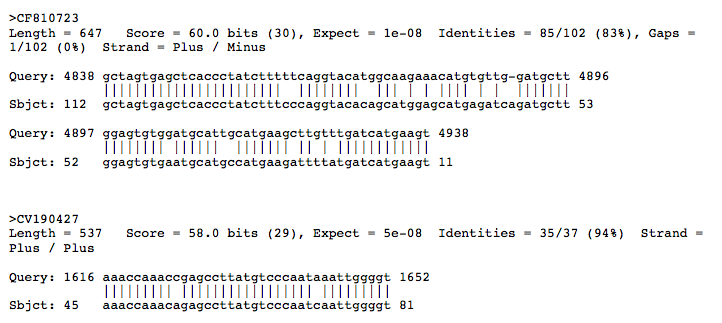 >CF810723
Length = 647 Score = 60.0 bits (30), Expect = 1e-08 Identities = 85/102 (83%), Gaps =
1/102 (0%) Strand = Plus / Minus
Query: 4838 gctagtgagctcaccctatctttttcaggtacatggcaagaaacatgtgttg-gatgctt 4896
Sbjct: 112 gctagtgagctcaccctatctttcccaggtacacagcatggagcatgagatcagatgctt 53
Query: 4897 ggagtgtggatgcattgcatgaagcttgtttgatcatgaagt 4938
Sbjct: 52 ggagtgtgaatgcatgccatgaagattttatgatcatgaagt 11
>CV190427
Length = 537 Score = 58.0 bits (29), Expect = 5e-08 Identities = 35/37 (94%) Strand =
Plus / Plus
Query: 1616 aaaccaaaccgagccttatgtcccaataaattggggt 1652
Sbjct: 45 aaaccaaacagagccttatgtcccaatcaattggggt 81